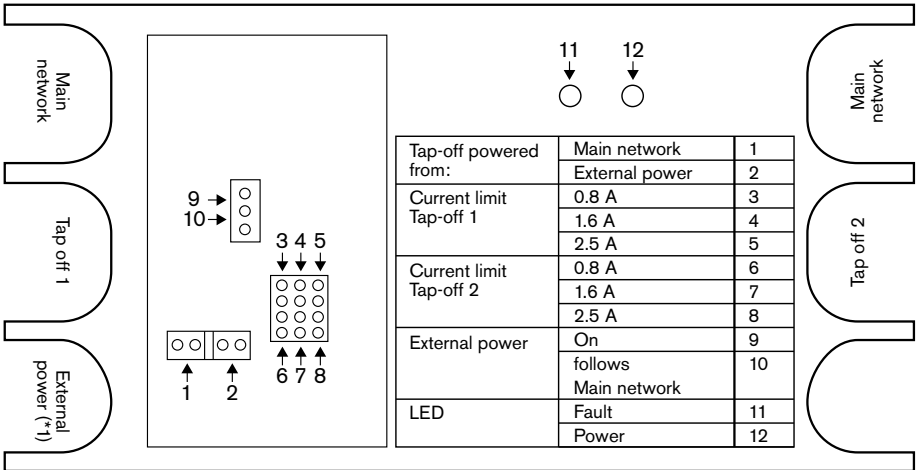 Main
network
Tap off 1
External
power (*1)
9
10
3 4 5
6 7 8
1 2
11 12
Tap-off powered
from:
Main network 1
External power 2
Current limit
Tap-off 1
0.8 A 3
1.6 A 4
2.5 A 5
Current limit
Tap-off 2
0.8 A 6
1.6 A 7
2.5 A 8
External power
On 9
follows
Main network
10
LED
Fault 11
Power 12
Main
network
Tap off 2